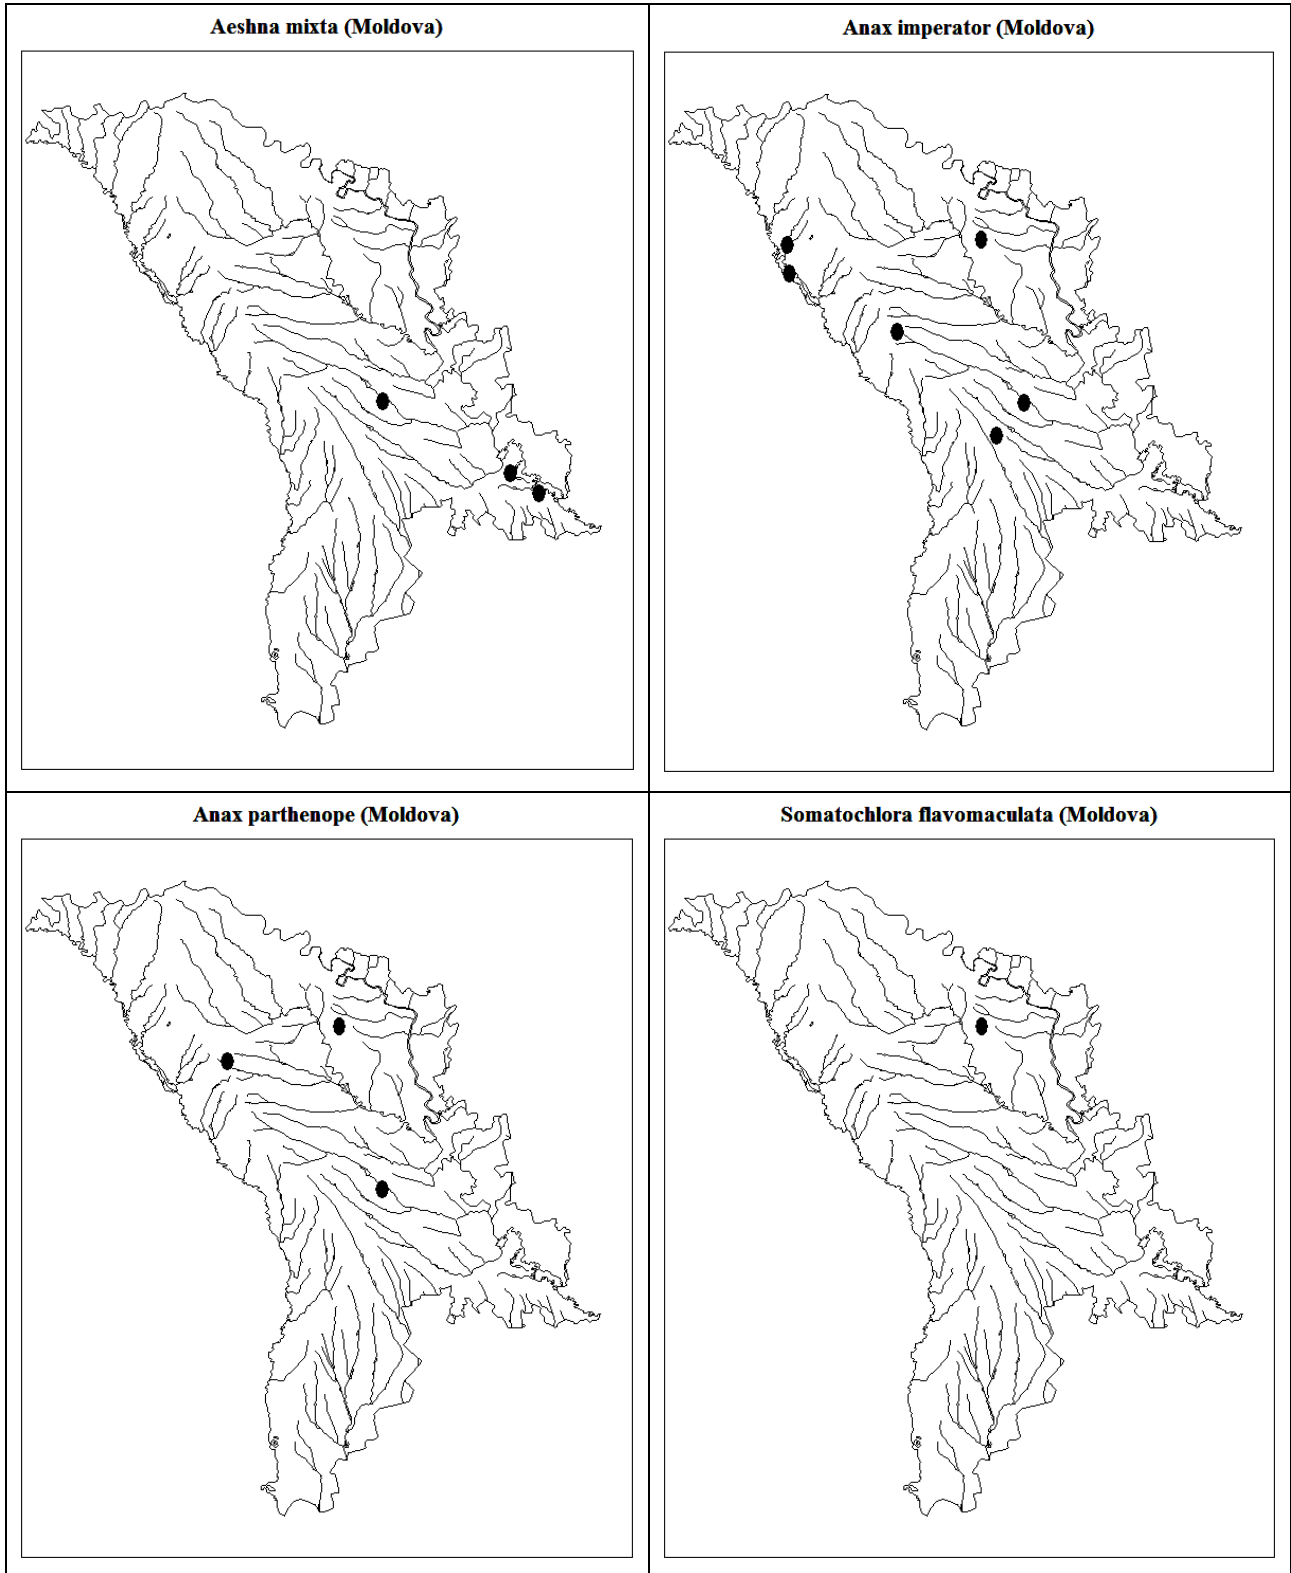 Aeshna mixta (Moldova)
Anax imperator (Moldova)
Anax parthenope (Moldova)
Somatochlora flavomaculata (Moldova)